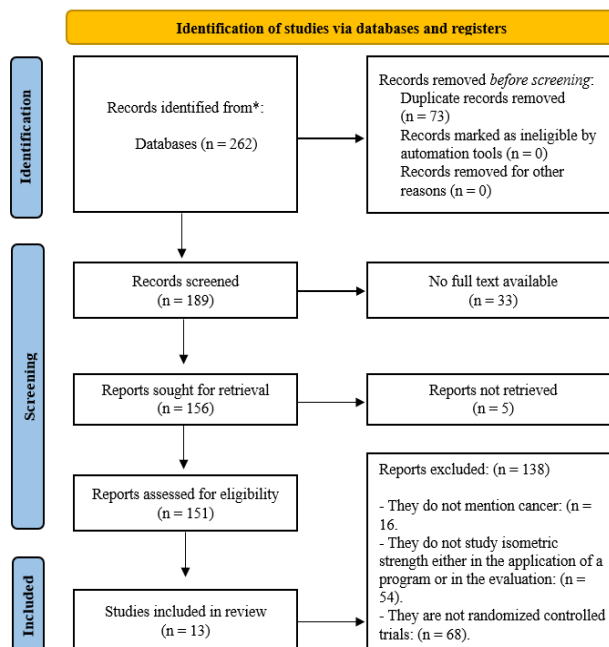 Identification of studies via databases and registers
Identification
Records identified from*:
Databases (n = 262)
Records removed before screening:
Duplicate records removed
(n = 73)
Records marked as ineligible by
automation tools (n = 0)
Records removed for other
reasons (n = 0)
Screening
Records screened
(n = 189)
No full text available
(n = 33)
Reports sought for retrieval
(n = 156)
Reports not retrieved
(n = 5)
Reports assessed for eligibility
(n = 151)
Reports excluded: (n = 138)
- They do not mention cancer: (n =
16.
- They do not study isometric
strength either in the application of a
program or in the evaluation: (n =
54).
- They are not randomized controlled
trials: (n = 68).
Included
Studies included in review
(n = 13)